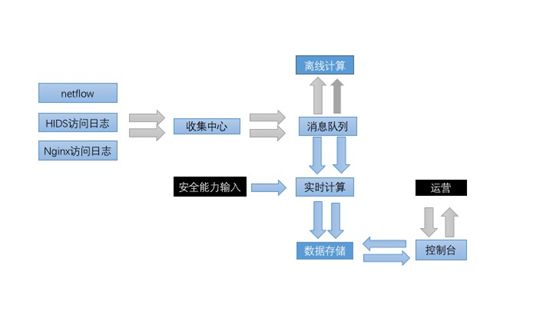 离线计算
netflow
HIDS访问日志
收集中心
消息队列
Nginx访问日志
安全能力输入
实时计算
运营
数据存储
控制台